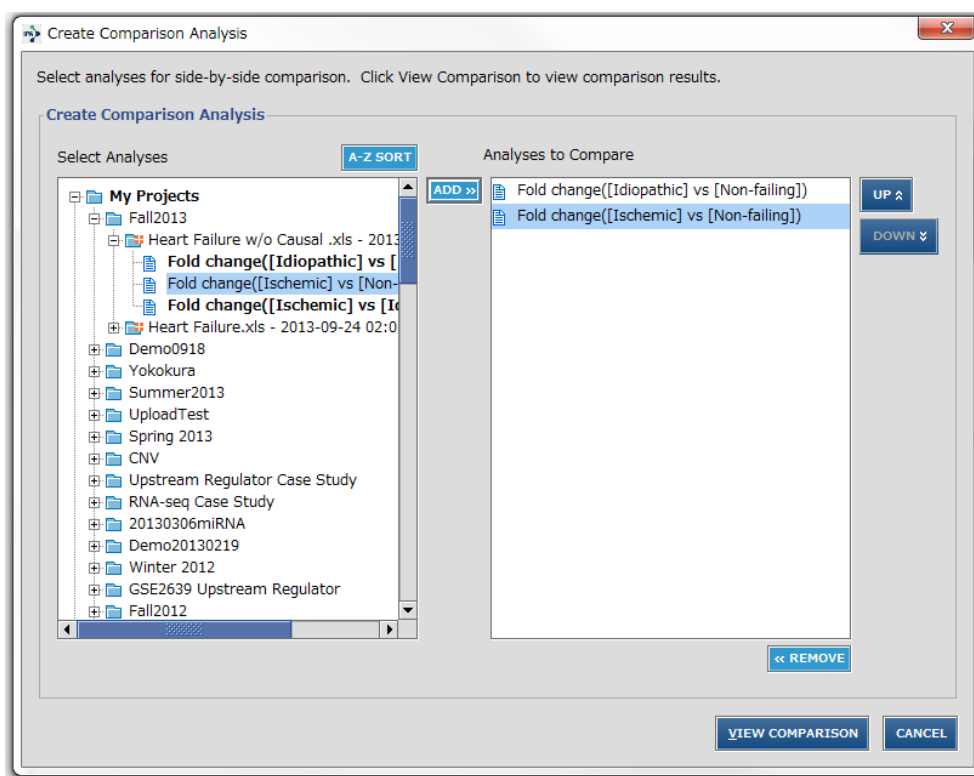 Create Comparison Analysis
Select analyses for side-by-side comparison. Click View Comparison to view comparison results.
Create Comparison Analysis
Select Analyses
A-Z SORT
Analyses to Compare
My Projects
Fall2013
Heart Failure w/o Causal .xls - 2013
Fold change([Idiopathic] vs [
Fold change([Ischemic] vs [Non-
Fold change([Ischemic] vs [Id
Heart Failure.xls - 2013-09-24 02:0
Demo0918
Yokokura
Summer2013
UploadTest
Spring 2013
CNV
Upstream Regulator Case Study
RNA-seq Case Study
20130306miRNA
Demo20130219
Winter 2012
GSE2639 Upstream Regulator
Fall2012
ADD »
Fold change([Idiopathic] vs [Non-failing])
Fold change([Ischemic] vs [Non-failing])
UP
DOWN
« REMOVE
VIEW COMPARISON
CANCEL